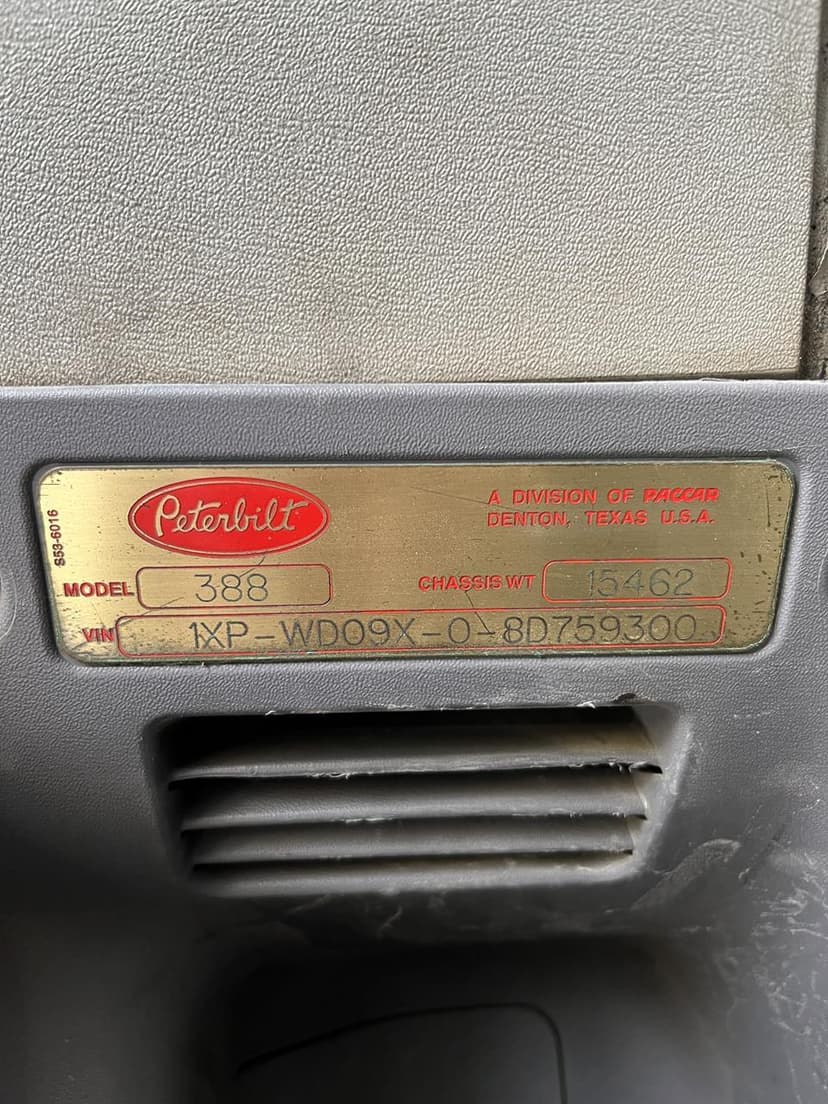 Peterbilt
A DIVISION OF PACCAR
DENTON, TEXAS U.S.A.
S53-6016
MODEL 388 CHASSIS WT 15462
VIN 1XP-WD09X-0-8D759300